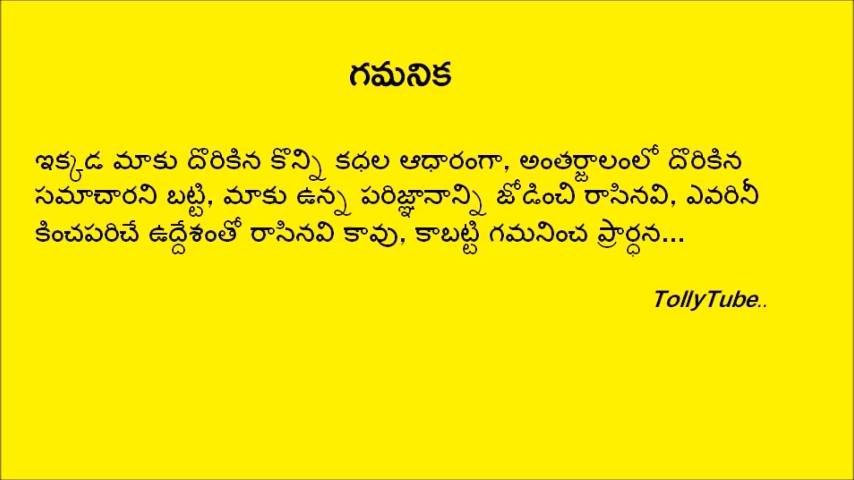 గమనిక
ఇక్కడ మాకు దొరికిన కొన్ని కధల ఆధారంగా, అంతర్జాలంలో దొరికిన
సమాచారని బట్టి, మాకు ఉన్న పరిజ్ఞానాన్ని జోడించి రాసినవి, ఎవరినీ
కించపరిచే ఉద్దేశంతో రాసినవి కావు, కాబట్టి గమనించ ప్రార్ధన...
TollyTube..